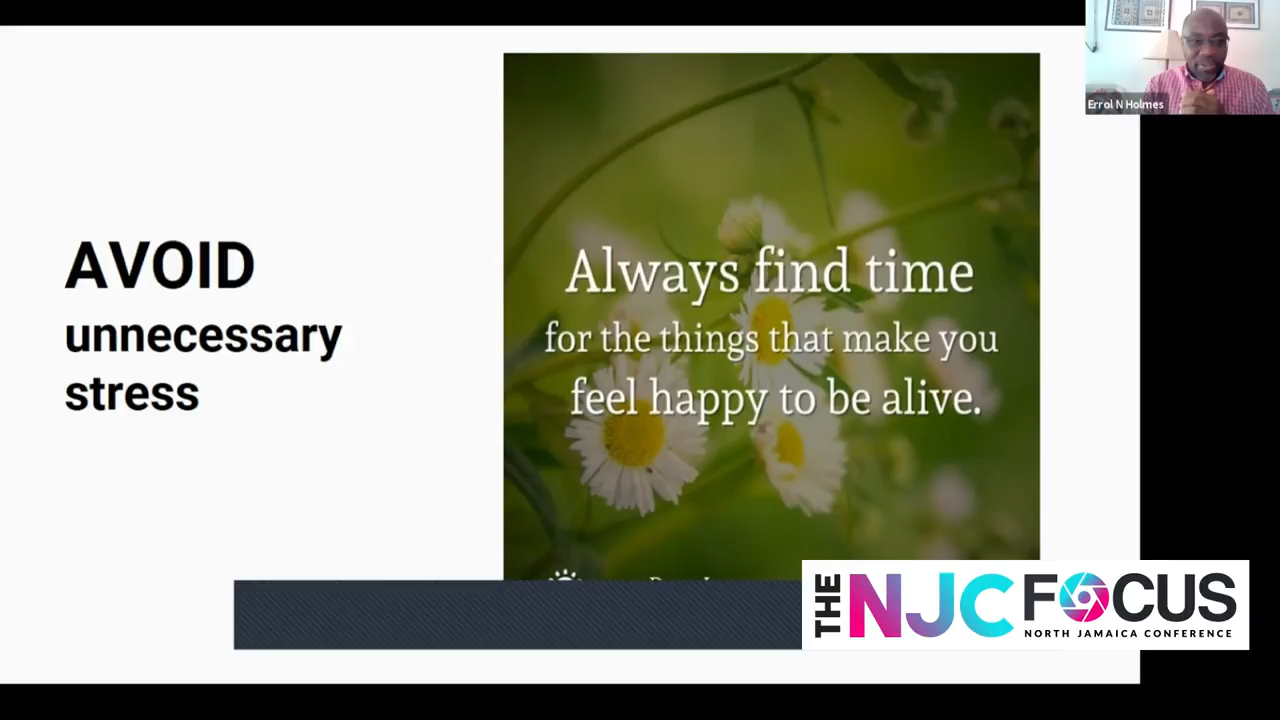 AVOID
unnecessary
stress
Always find time
for the things that make you
feel happy to be alive.
Errol N Holmes
THE NJC FOCUS
NORTH JAMAICA CONFERENCE